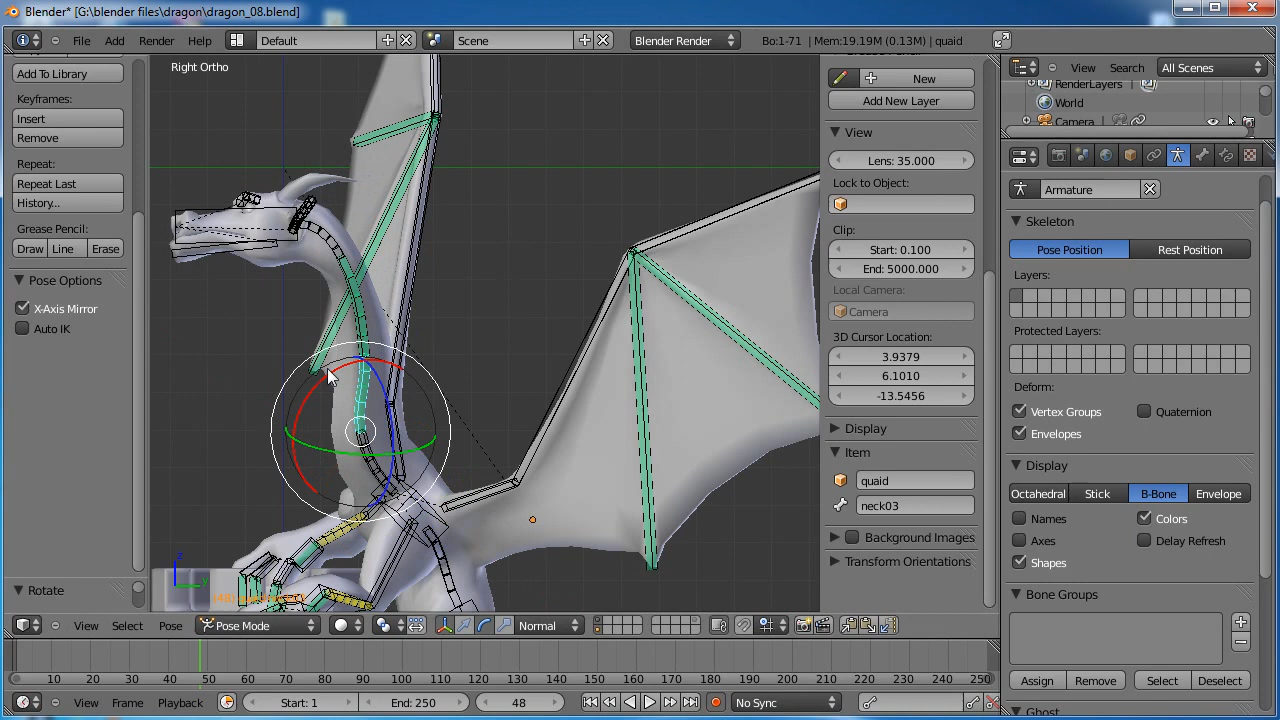 Blender* [G:\blender files\dragon\dragon_08.blend]
File Add Render Help Default Scene Blender Render Bo:1-71 | Mem:19.19M (0.13M) | quaid
Add To Library
Keyframes:
Insert
Remove
Repeat:
Repeat Last
History...
Grease Pencil:
Draw Line Erase
Pose Options
X-Axis Mirror
Auto IK
Rotate
Right Ortho
z
y
New
Add New Layer
View
Lens: 35.000
Lock to Object:
Clip:
Start: 0.100
End: 5000.000
Local Camera:
Camera
3D Cursor Location:
3.9379
6.1010
-13.5456
Display
Item
quaid
neck03
Background Images
Transform Orientations
View Search All Scenes
RenderLayers
World
Camera
Armature
Skeleton
Pose Position Rest Position
Layers:
Protected Layers:
Deform:
Vertex Groups Quaternion
Envelopes
Display
Octahedral Stick B-Bone Envelope
Names Colors
Axes Delay Refresh
Shapes
Bone Groups
Assign Remove Select Deselect
Ghost
View Select Pose Pose Mode Normal
10 20 30 40 50 60 70 80 90 100 110 120 130 140 150 160 170 180 190 200 210 220 230 240 250
View Frame Playback Start: 1 End: 250 48 No Sync